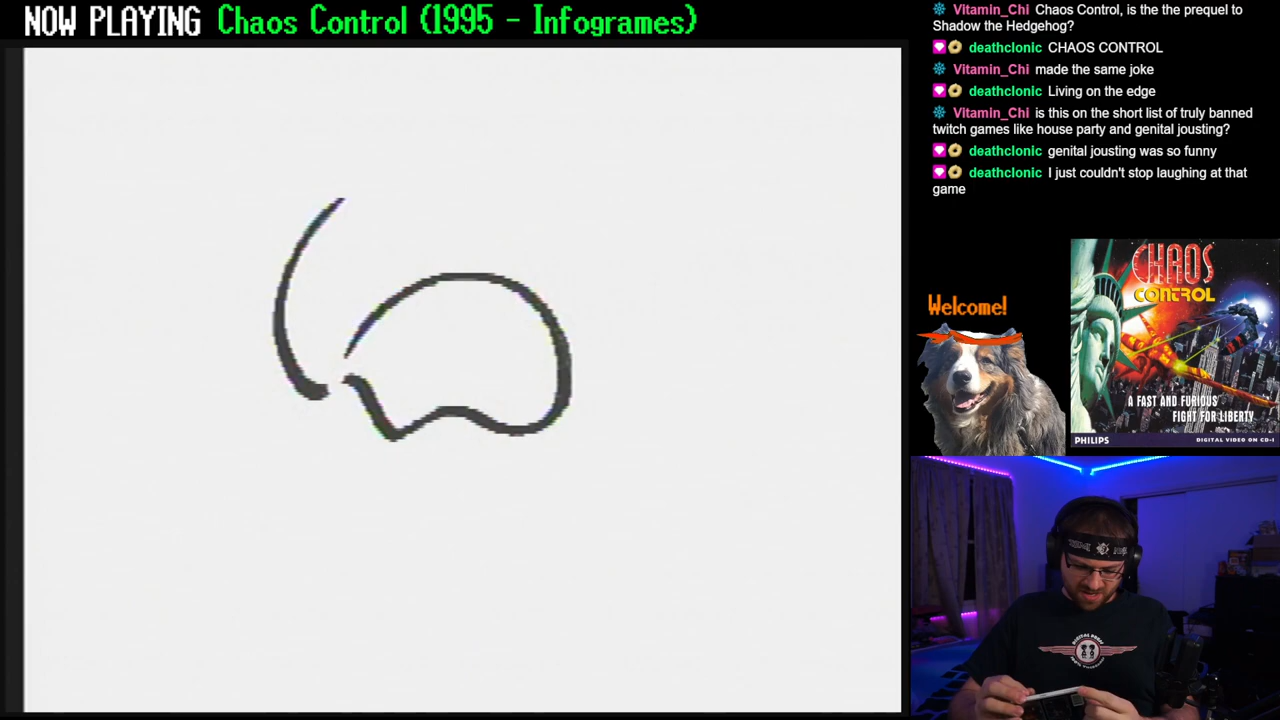 NOW PLAYING Chaos Control (1995 - Infogrames)
Vitamin_Chi Chaos Control, is the the prequel to
Shadow the Hedgehog?
deathclonic CHAOS CONTROL
Vitamin_Chi made the same joke
deathclonic Living on the edge
Vitamin_Chi is this on the short list of truly banned
twitch games like house party and genital jousting?
deathclonic genital jousting was so funny
deathclonic I just couldn't stop laughing at that
game
Welcome!
CHAOS
CONTROL
A FAST AND FURIOUS
FIGHT FOR LIBERTY
PHILIPS
DIGITAL VIDEO ON CD-I